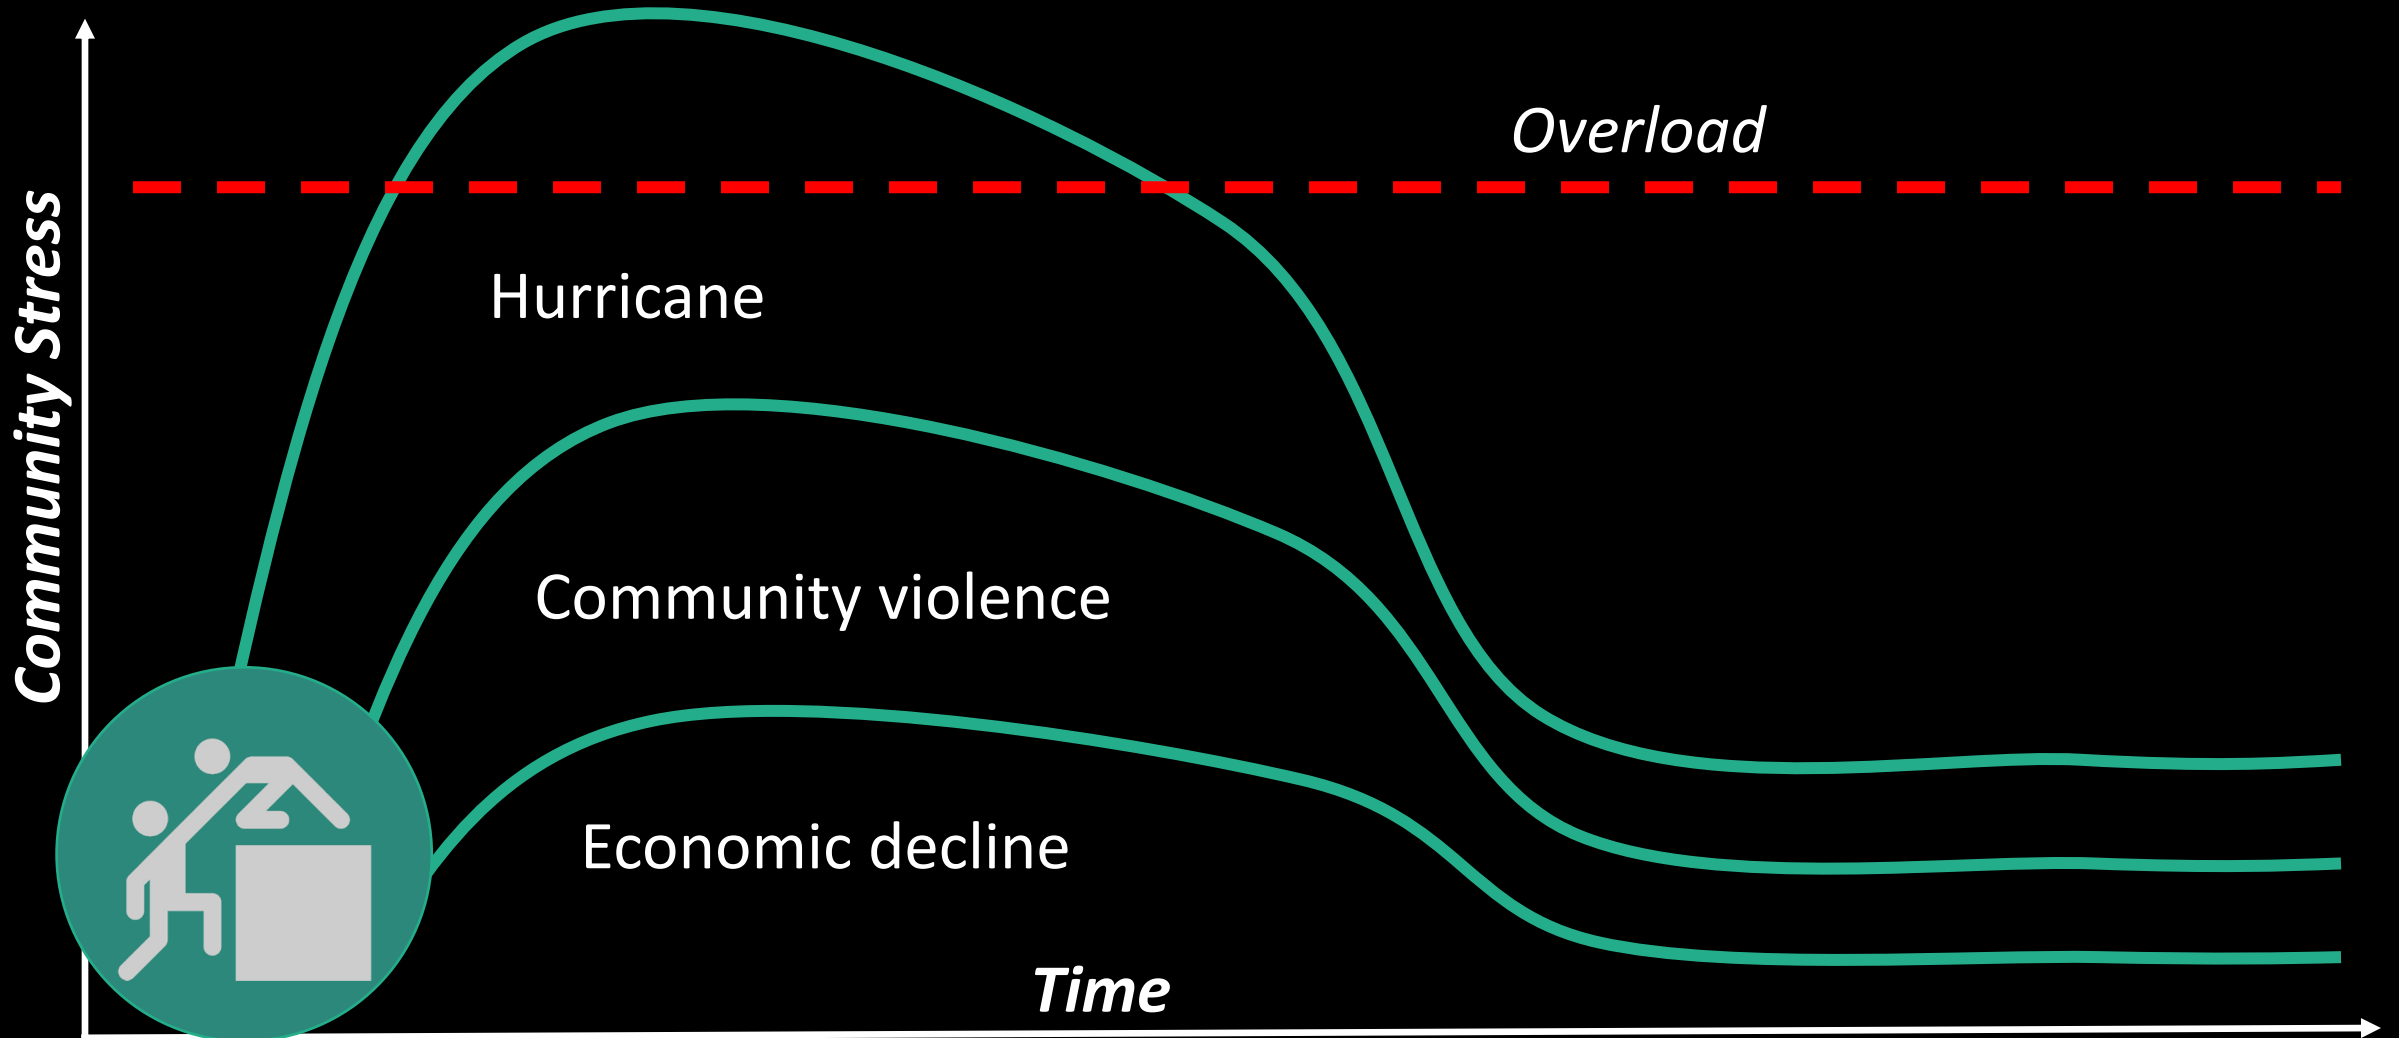 Overload
Community Stress
Hurricane
Community violence
Economic decline
Time